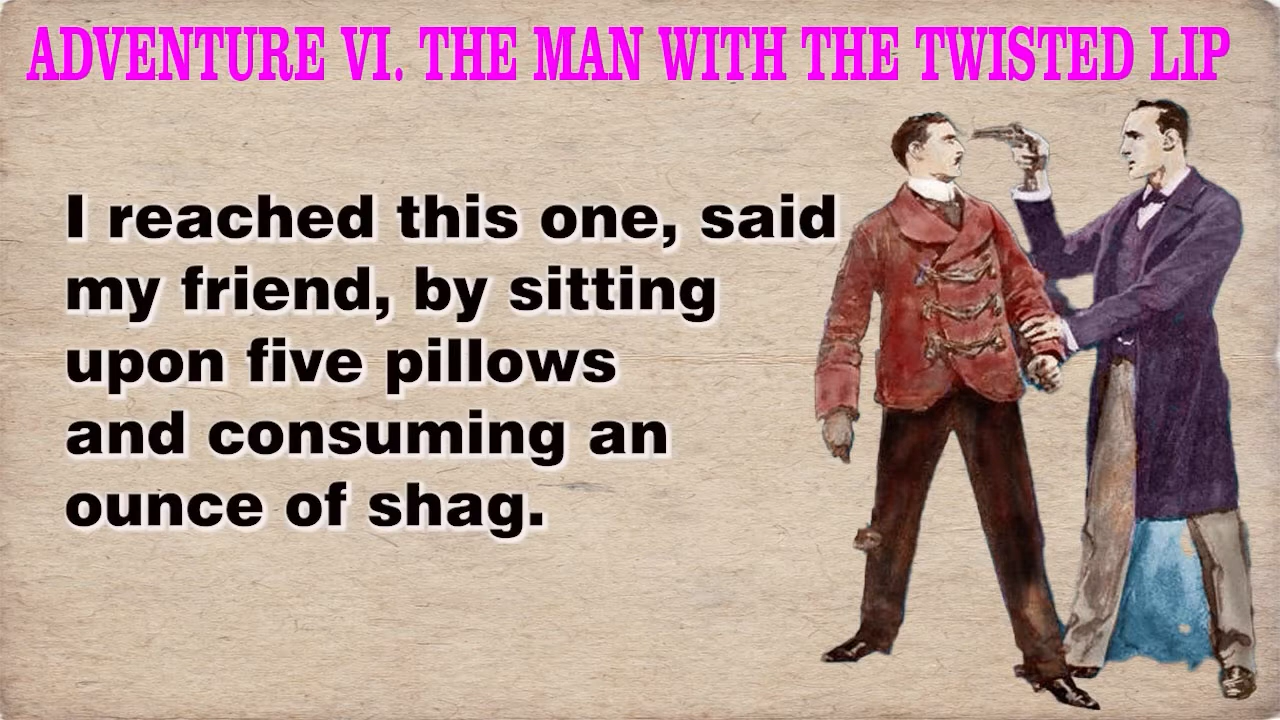 ADVENTURE VI. THE MAN WITH THE TWISTED LIP
I reached this one, said
my friend, by sitting
upon five pillows
and consuming an
ounce of shag.